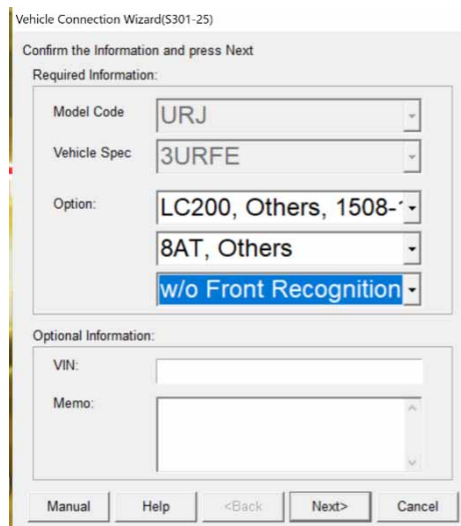 Vehicle Connection Wizard(S301-25)
Confirm the Information and press Next
Required Information:
Model Code
URJ
Vehicle Spec
3URFE
Option:
LC200, Others, 1508-
8AT, Others
w/o Front Recognition
Optional Information:
VIN:
Memo:
Manual
Help
<Back
Next>
Cancel